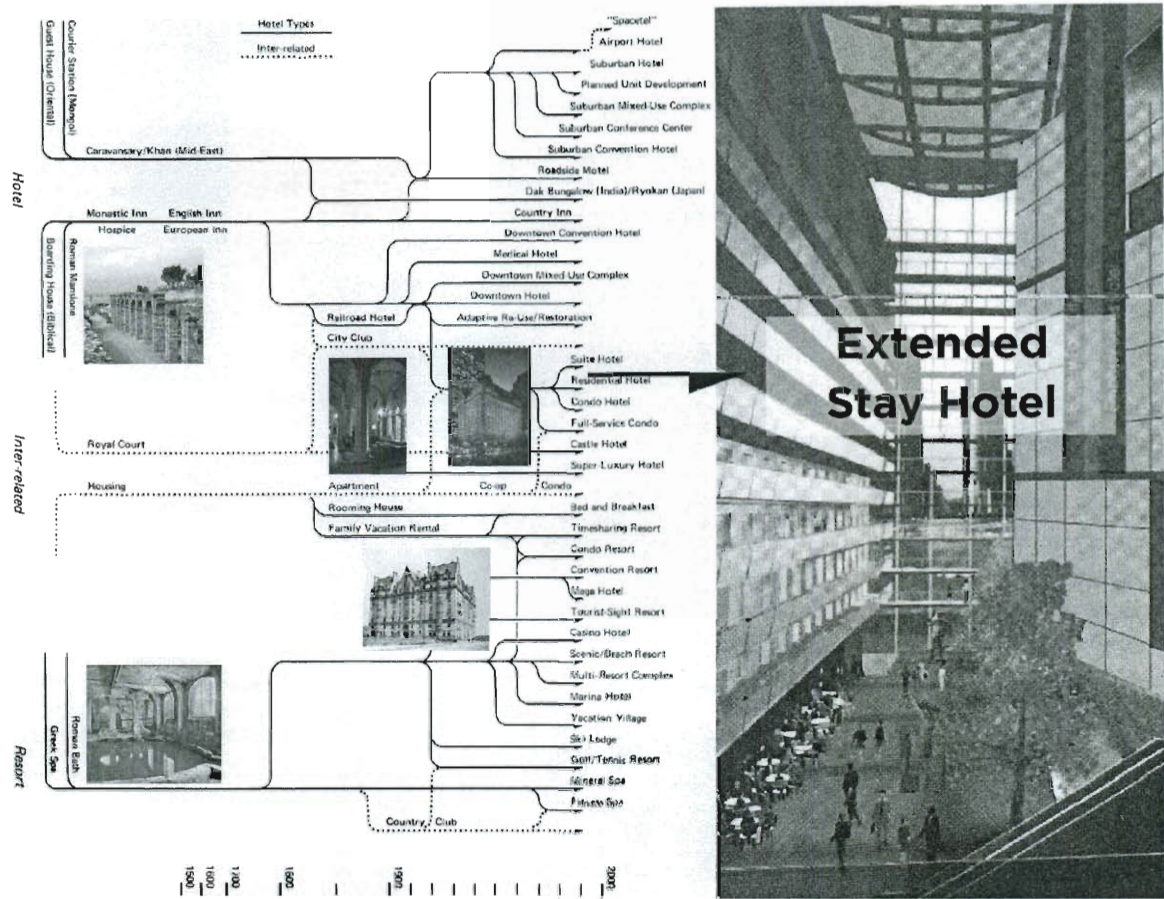 Hotel Types
Inter-related
Hotel
Inter-related
Resort
Guest House (Oriental)
Courier Station (Mongol)
Caravansary/Khan (Mid-East)
Monastic Inn
English Inn
Hospice
European Inn
Roman Mansione
Boarding House (Biblical)
Railroad Hotel
City Club
Royal Court
Housing
Apartment
Co-op
Condo
Rooming House
Family Vacation Rental
Roman Bath
Greek Spa
Country Club
"Spacetel"
Airport Hotel
Suburban Hotel
Planned Unit Development
Suburban Mixed-Use Complex
Suburban Conference Center
Suburban Convention Hotel
Roadside Motel
Dak Bungalow (India)/Ryokan (Japan)
Country Inn
Downtown Convention Hotel
Medical Hotel
Downtown Mixed Use Complex
Downtown Hotel
Adaptive Re-Use/Restoration
Suite Hotel
Residential Hotel
Condo Hotel
Full-Service Condo
Castle Hotel
Super-Luxury Hotel
Bed and Breakfast
Timesharing Resort
Condo Resort
Convention Resort
Mega Hotel
Tourist-Sight Resort
Casino Hotel
Scenic/Beach Resort
Multi-Resort Complex
Marina Hotel
Vacation Village
Ski Lodge
Golf/Tennis Resort
Mineral Spa
Spa
1500
1600
1700
1800
1900
2000
Extended
Stay Hotel